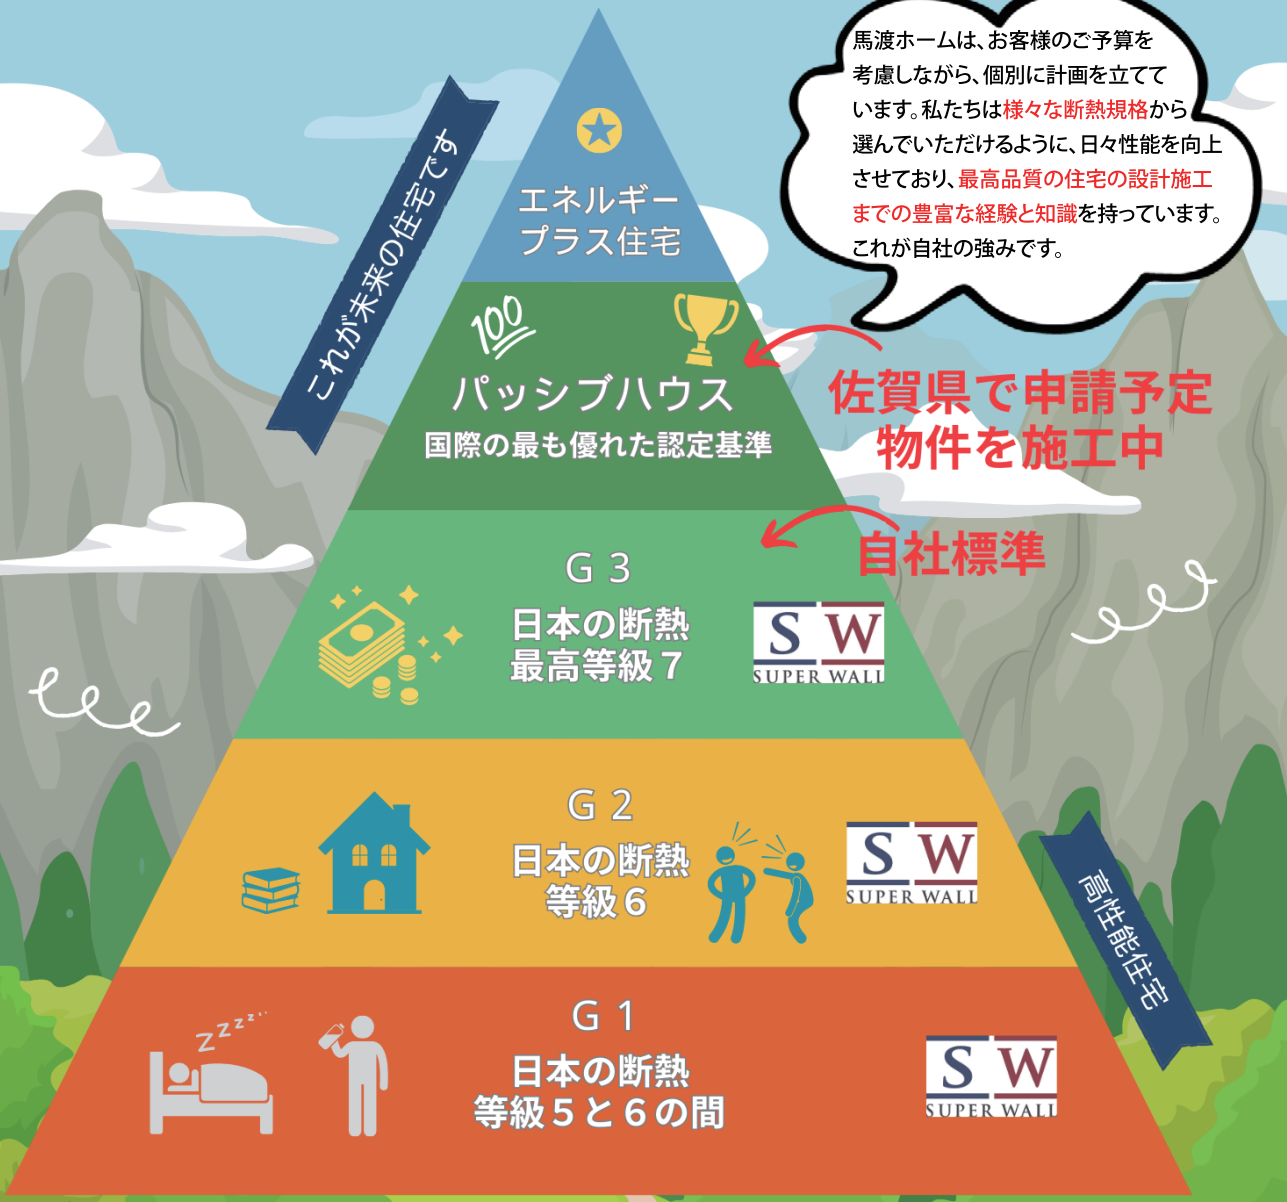 馬渡ホームは、お客様のご予算を
考慮しながら、個別に計画を立てて
います。私たちは様々な断熱規格から
選んでいただけるように、日々性能を向上
させており、最高品質の住宅の設計施工
までの豊富な経験と知識を持っています。
これが自社の強みです。
これが未来の住宅です
エネルギー
プラス住宅
100
パッシブハウス
国際の最も優れた認定基準
佐賀県で申請予定
物件を施工中
自社標準
G 3
日本の断熱
最高等級7
S W
SUPER WALL
G 2
日本の断熱
等級6
S W
SUPER WALL
高性能住宅
zzzz
G 1
日本の断熱
等級5と6の間
S W
SUPER WALL